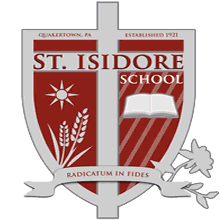 QUAKERTOWN, PA ESTABLISHED 1921
ST. ISIDORE
SCHOOL
RADICATUM IN FIDES